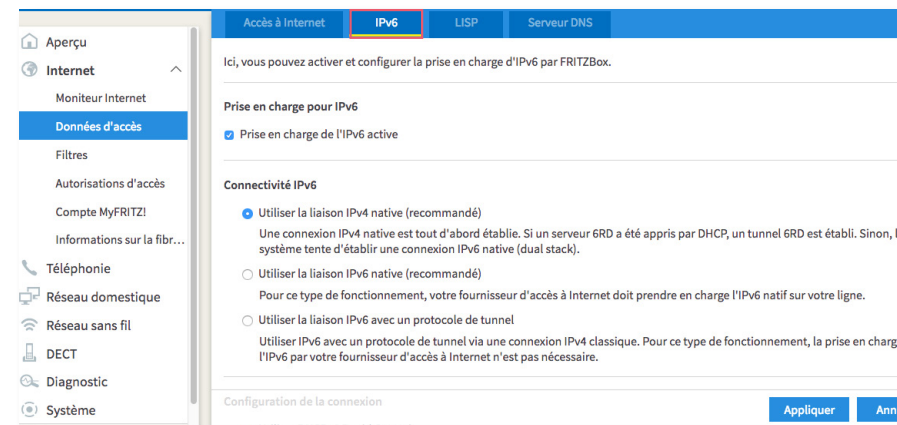 Accès à Internet
IPv6
LISP
Serveur DNS
Aperçu
Internet
Moniteur Internet
Données d'accès
Filtres
Autorisations d'accès
Compte MyFRITZ!
Informations sur la fibr...
Téléphonie
Réseau domestique
Réseau sans fil
DECT
Diagnostic
Système
Ici, vous pouvez activer et configurer la prise en charge d'IPv6 par FRITZBox.
Prise en charge pour IPv6
Prise en charge de l'IPv6 active
Connectivité IPv6
Utiliser la liaison IPv4 native (recommandé)
Une connexion IPv4 native est tout d'abord établie. Si un serveur 6RD a été appris par DHCP, un tunnel 6RD est établi. Sinon, l
système tente d'établir une connexion IPv6 native (dual stack).
Utiliser la liaison IPv6 native (recommandé)
Pour ce type de fonctionnement, votre fournisseur d'accès à Internet doit prendre en charge l'IPv6 natif sur votre ligne.
Utiliser la liaison IPv6 avec un protocole de tunnel
Utiliser IPv6 avec un protocole de tunnel via une connexion IPv4 classique. Pour ce type de fonctionnement, la prise en charg
l'IPv6 par votre fournisseur d'accès à Internet n'est pas nécessaire.
Configuration de la connexion
Appliquer
Ann